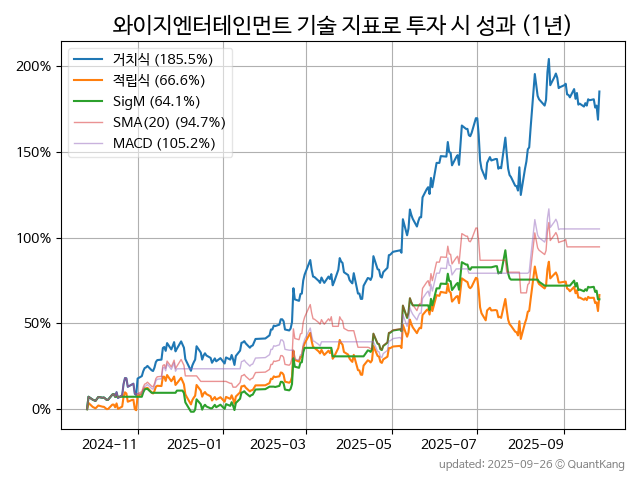 와이지엔터테인먼트 기술 지표로 투자 시 성과 (1년)
거치식 (185.5%)
적립식 (66.6%)
SigM (64.1%)
SMA(20) (94.7%)
MACD (105.2%)
200%
150%
100%
50%
0%
2024-11 2025-01 2025-03 2025-05 2025-07 2025-09
updated: 2025-09-26 © QuantKang